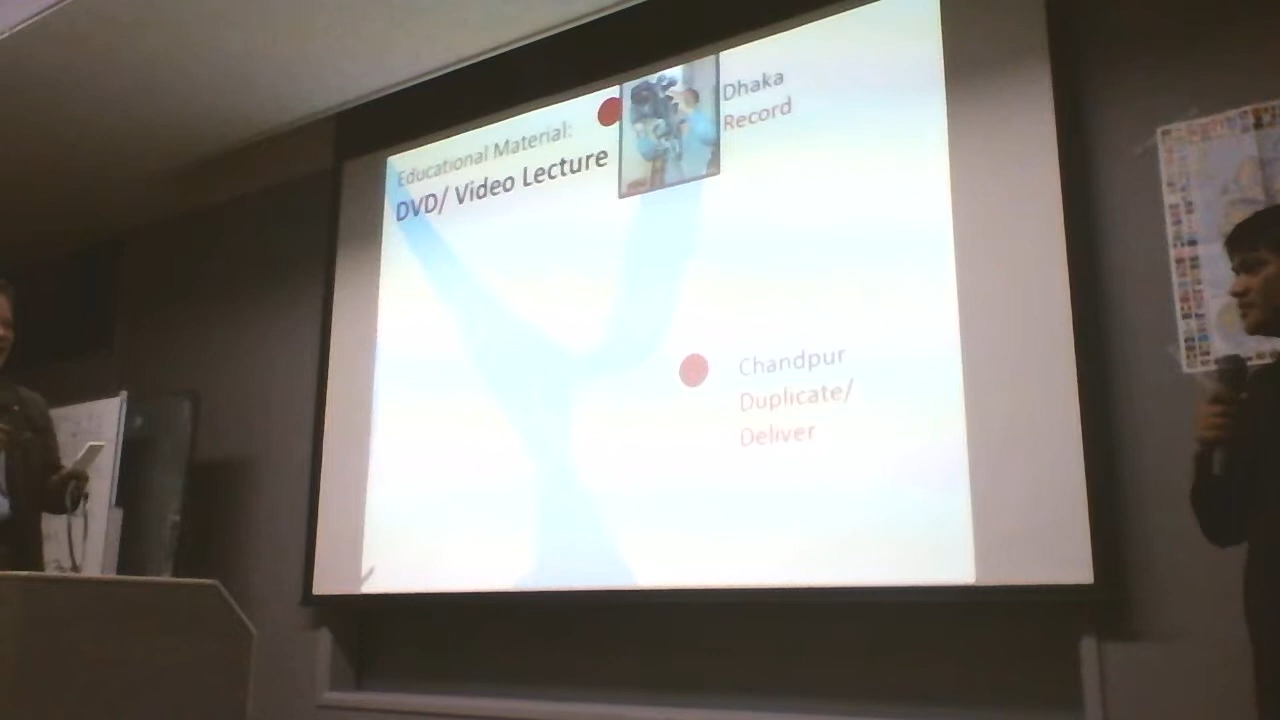 Educational Material:
DVD/ Video Lecture
Dhaka
Record
Chandpur
Duplicate/
Deliver